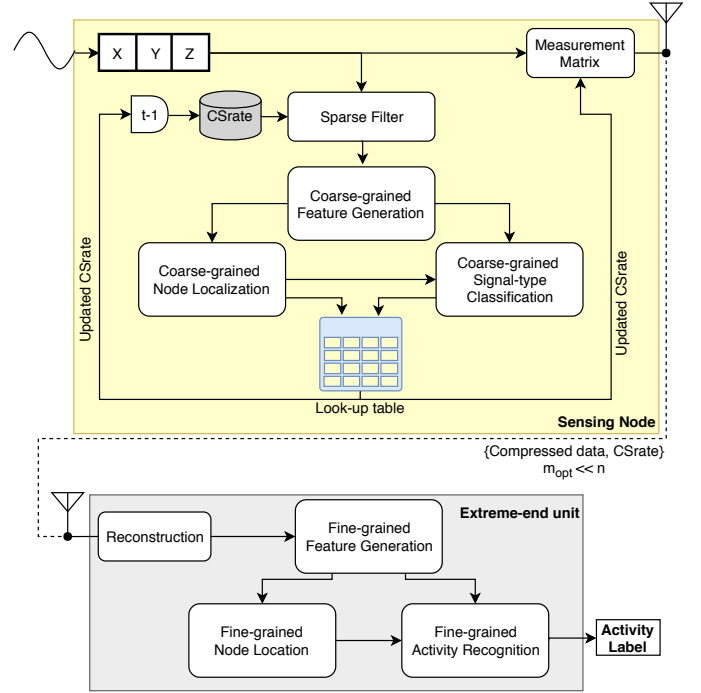 X Y Z
Measurement
Matrix
t-1
CSrate
Sparse Filter
Coarse-grained
Feature Generation
Coarse-grained
Node Localization
Coarse-grained
Signal-type
Classification
Updated CSrate
Updated CSrate
Look-up table
Sensing Node
{Compressed data, CSrate}
m_opt << n
Extreme-end unit
Reconstruction
Fine-grained
Feature Generation
Fine-grained
Node Location
Fine-grained
Activity Recognition
Activity
Label